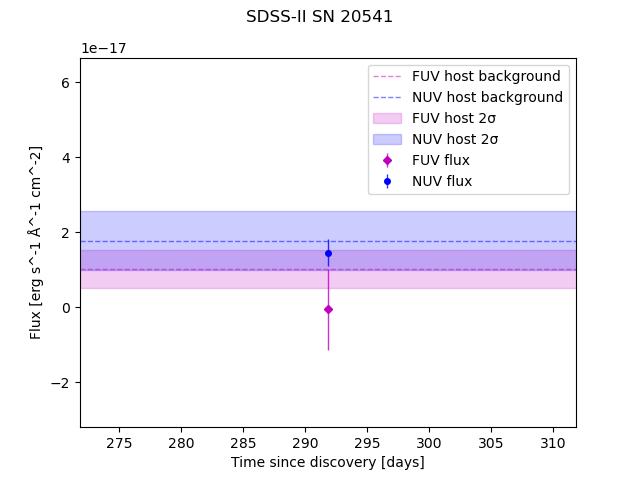 SDSS-II SN 20541
1e−17
FUV host background
NUV host background
FUV host 2σ
NUV host 2σ
FUV flux
NUV flux
6
4
2
0
−2
Flux [erg s^-1 Å^-1 cm^-2]
275
280
285
290
295
300
305
310
Time since discovery [days]